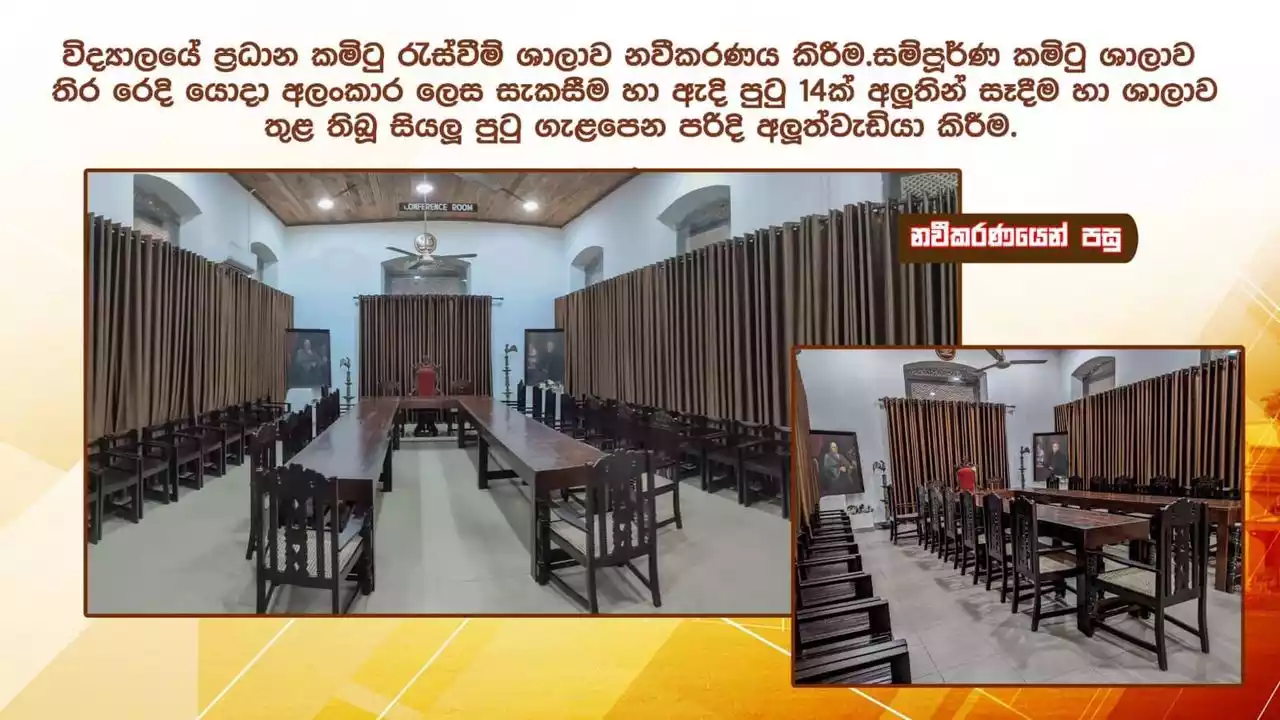 විද්‍යාලයේ ප්‍රධාන කමිටු රැස්වීම් ශාලාව නවීකරණය කිරීම.සම්පූර්ණ කමිටු ශාලාව
තිර රෙදි යොදා අලංකාර ලෙස සැකසීම හා ඇදි පුටු 14ක් අලූතින් සෑදීම හා ශාලාව
තුළ තිබූ සියලූ පුටු ගැළපෙන පරිදි අලූත්වැඩියා කිරීම.
CONFERENCE ROOM
නවීකරණයෙන් පසු